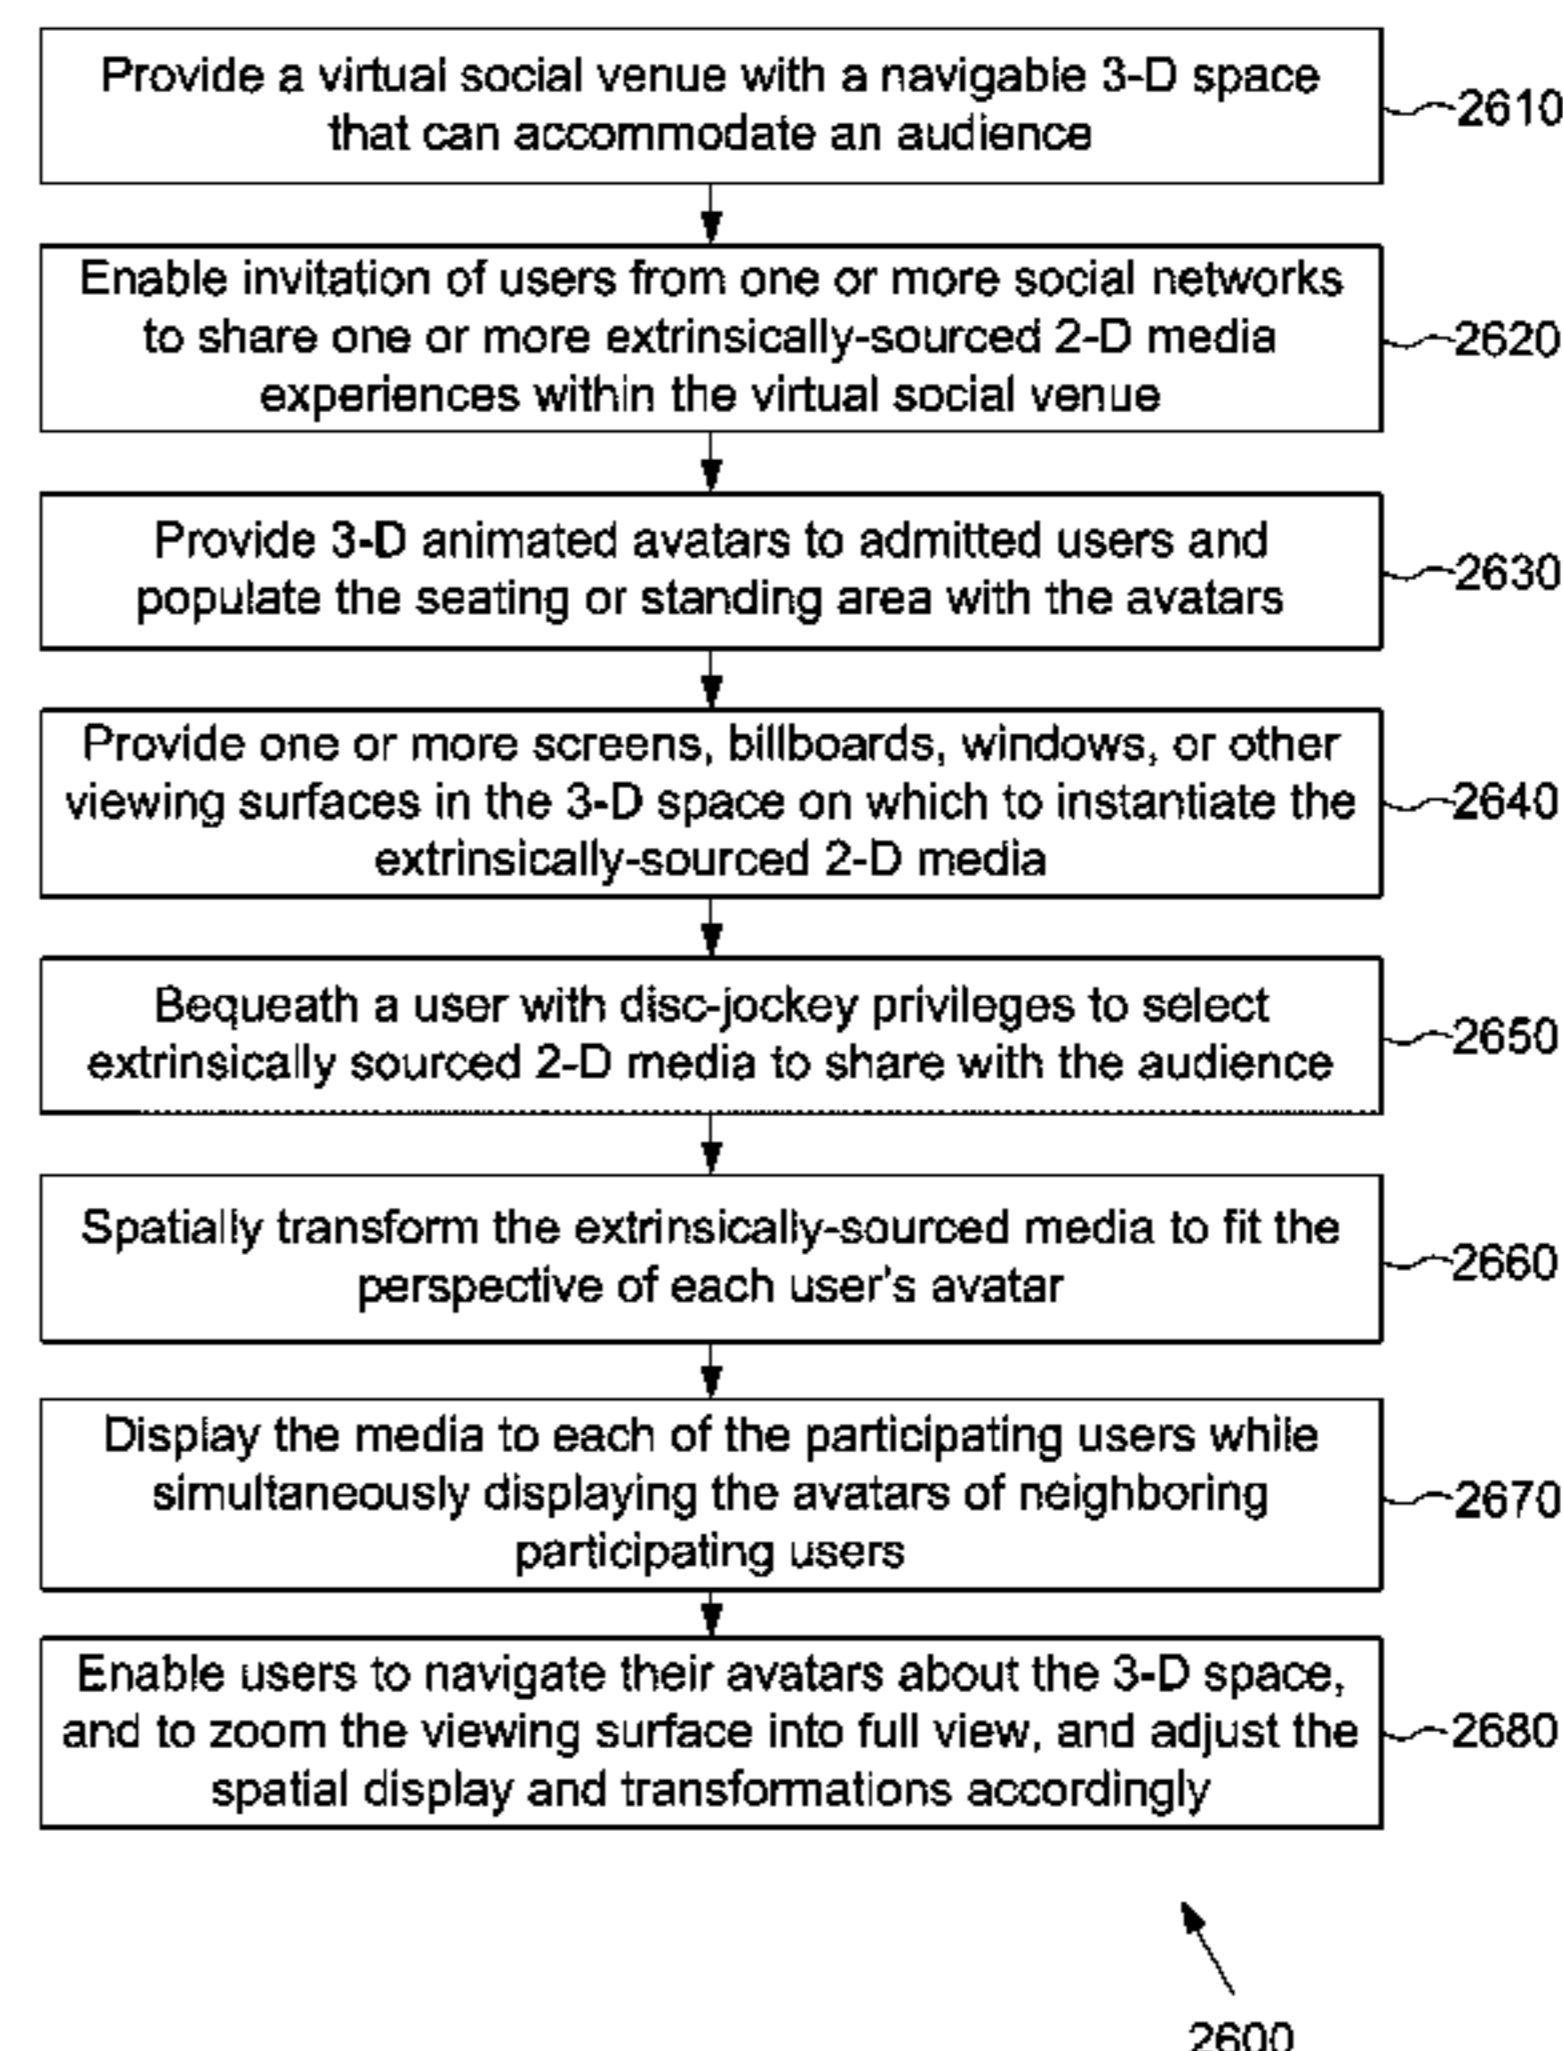 Provide a virtual social venue with a navigable 3-D space
that can accommodate an audience
2610
Enable invitation of users from one or more social networks
to share one or more extrinsically-sourced 2-D media
experiences within the virtual social venue
2620
Provide 3-D animated avatars to admitted users and
populate the seating or standing area with the avatars
2630
Provide one or more screens, billboards, windows, or other
viewing surfaces in the 3-D space on which to instantiate the
extrinsically-sourced 2-D media
2640
Bequeath a user with disc-jockey privileges to select
extrinsically sourced 2-D media to share with the audience
2650
Spatially transform the extrinsically-sourced media to fit the
perspective of each user's avatar
2660
Display the media to each of the participating users while
simultaneously displaying the avatars of neighboring
participating users
2670
Enable users to navigate their avatars about the 3-D space,
and to zoom the viewing surface into full view, and adjust the
spatial display and transformations accordingly
2680
2600